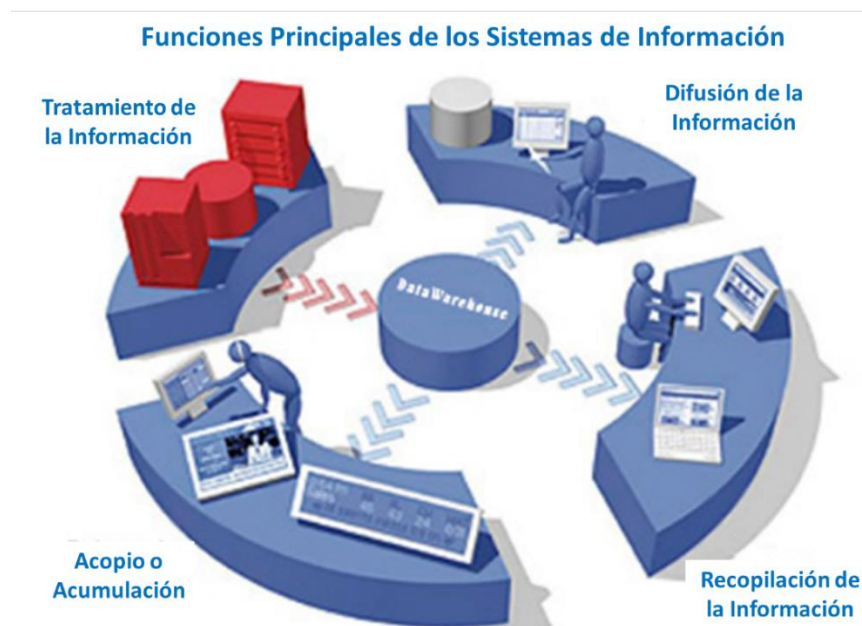 Funciones Principales de los Sistemas de Información
Tratamiento de
la Información
Difusión de la
Información
DataWarehouse
Acopio o
Acumulación
Recopilación de
la Información